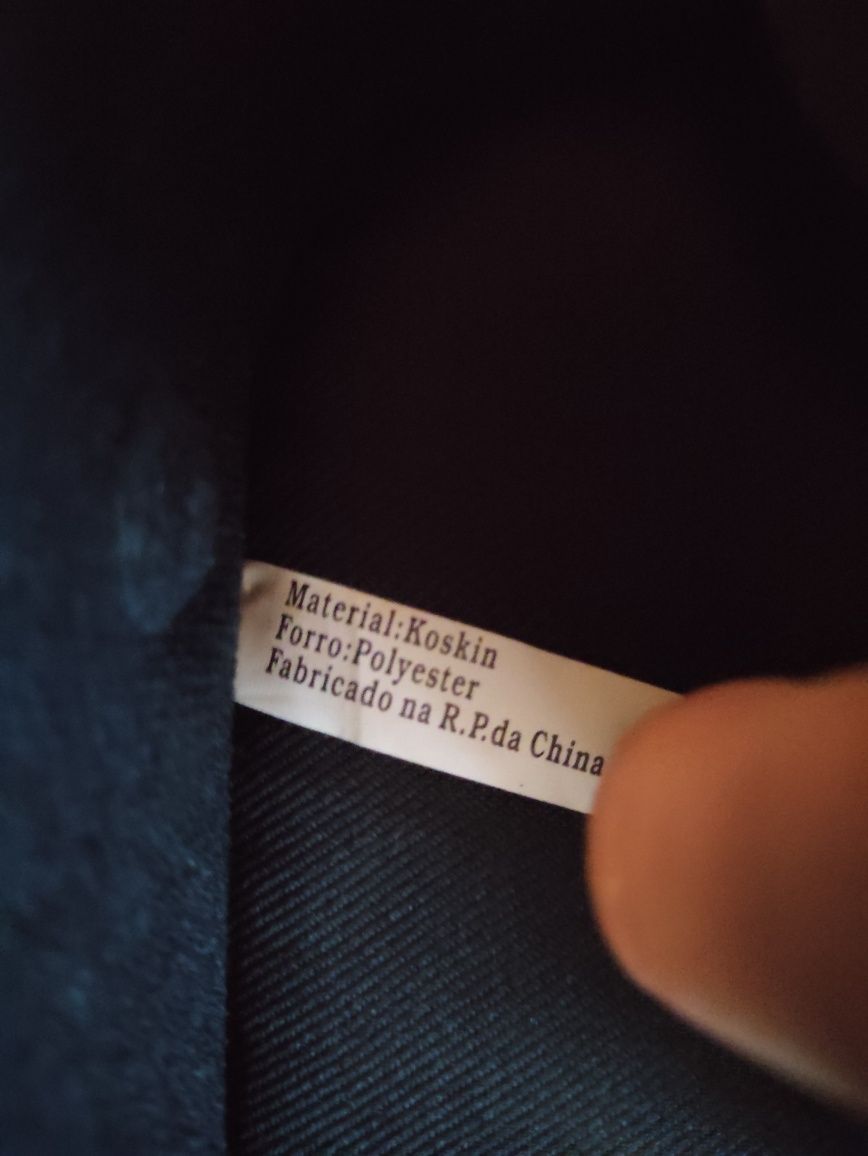 Material:Koskin
Forro:Polyester
Fabricado na R.P.da China